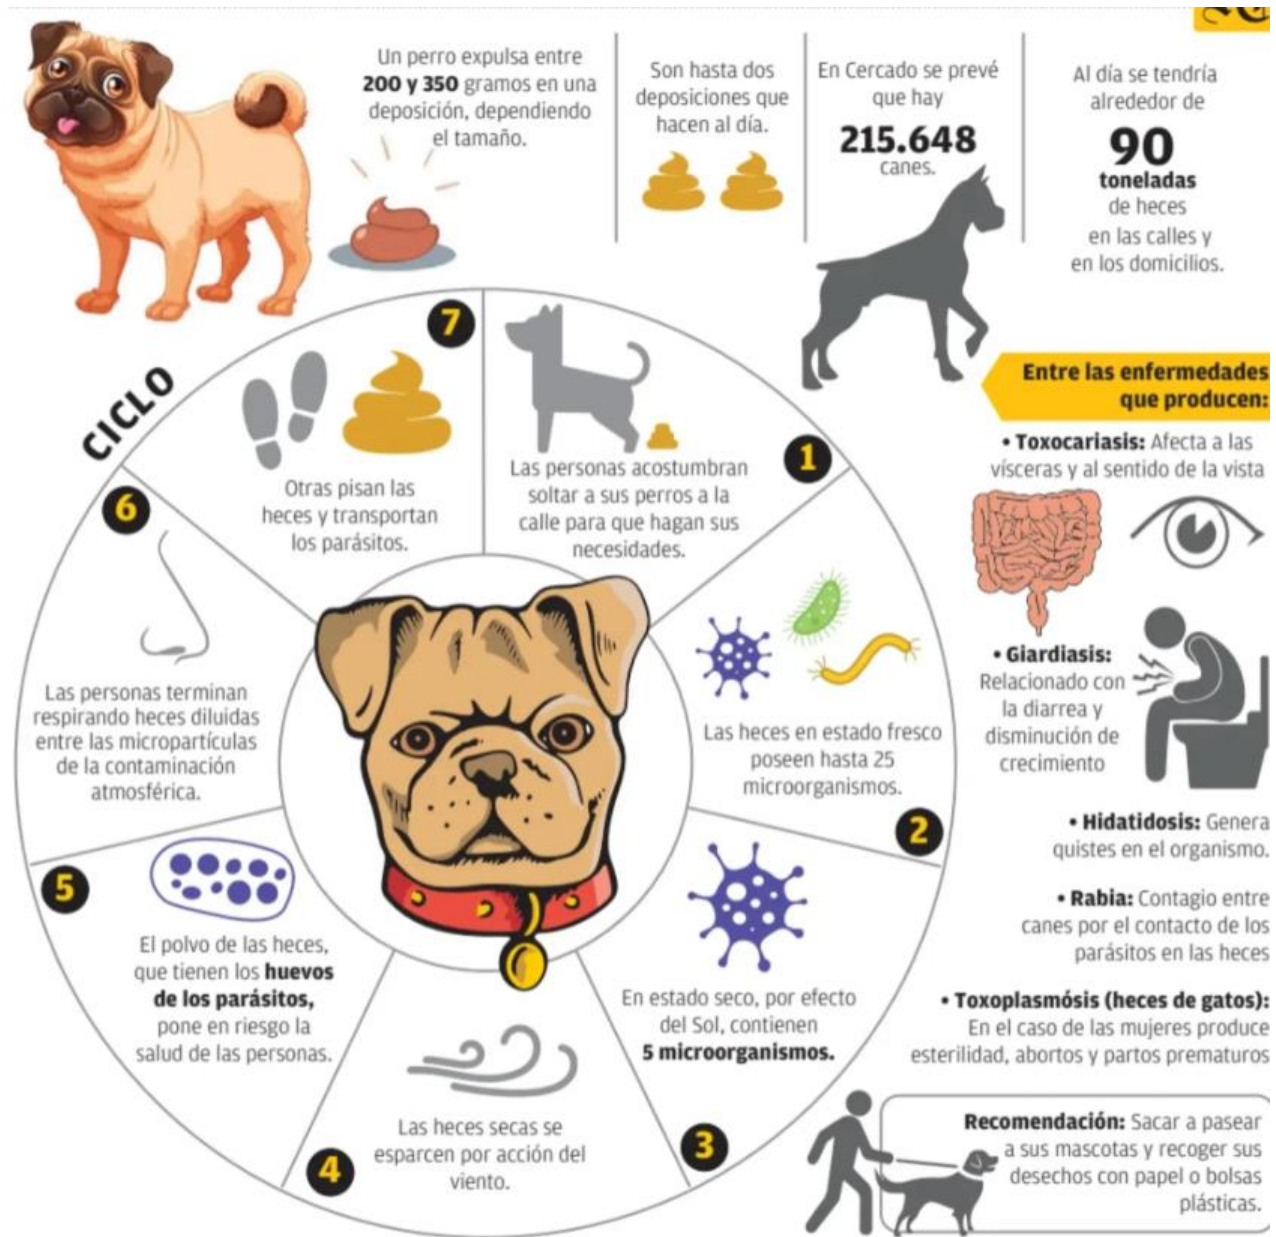 Un perro expulsa entre
200 y 350 gramos en una
deposición, dependiendo
el tamaño.
Son hasta dos
deposiciones que
hacen al día.
En Cercado se prevé
que hay
215.648
canes.
Al día se tendría
alrededor de
90
toneladas
de heces
en las calles y
en los domicilios.
CICLO
1
Las personas acostumbran
soltar a sus perros a la
calle para que hagan sus
necesidades.
2
Las heces en estado fresco
poseen hasta 25
microorganismos.
3
En estado seco, por efecto
del Sol, contienen
5 microorganismos.
4
Las heces secas se
esparcen por acción del
viento.
5
El polvo de las heces,
que tienen los huevos
de los parásitos,
pone en riesgo la
salud de las personas.
6
Las personas terminan
respirando heces diluidas
entre las micropartículas
de la contaminación
atmosférica.
7
Otras pisan las
heces y transportan
los parásitos.
Entre las enfermedades
que producen:
• Toxocariasis: Afecta a las
vísceras y al sentido de la vista
• Giardiasis:
Relacionado con
la diarrea y
disminución de
crecimiento
• Hidatidosis: Genera
quistes en el organismo.
• Rabia: Contagio entre
canes por el contacto de los
parásitos en las heces
• Toxoplasmósis (heces de gatos):
En el caso de las mujeres produce
esterilidad, abortos y partos prematuros
Recomendación: Sacar a pasear
a sus mascotas y recoger sus
desechos con papel o bolsas
plásticas.